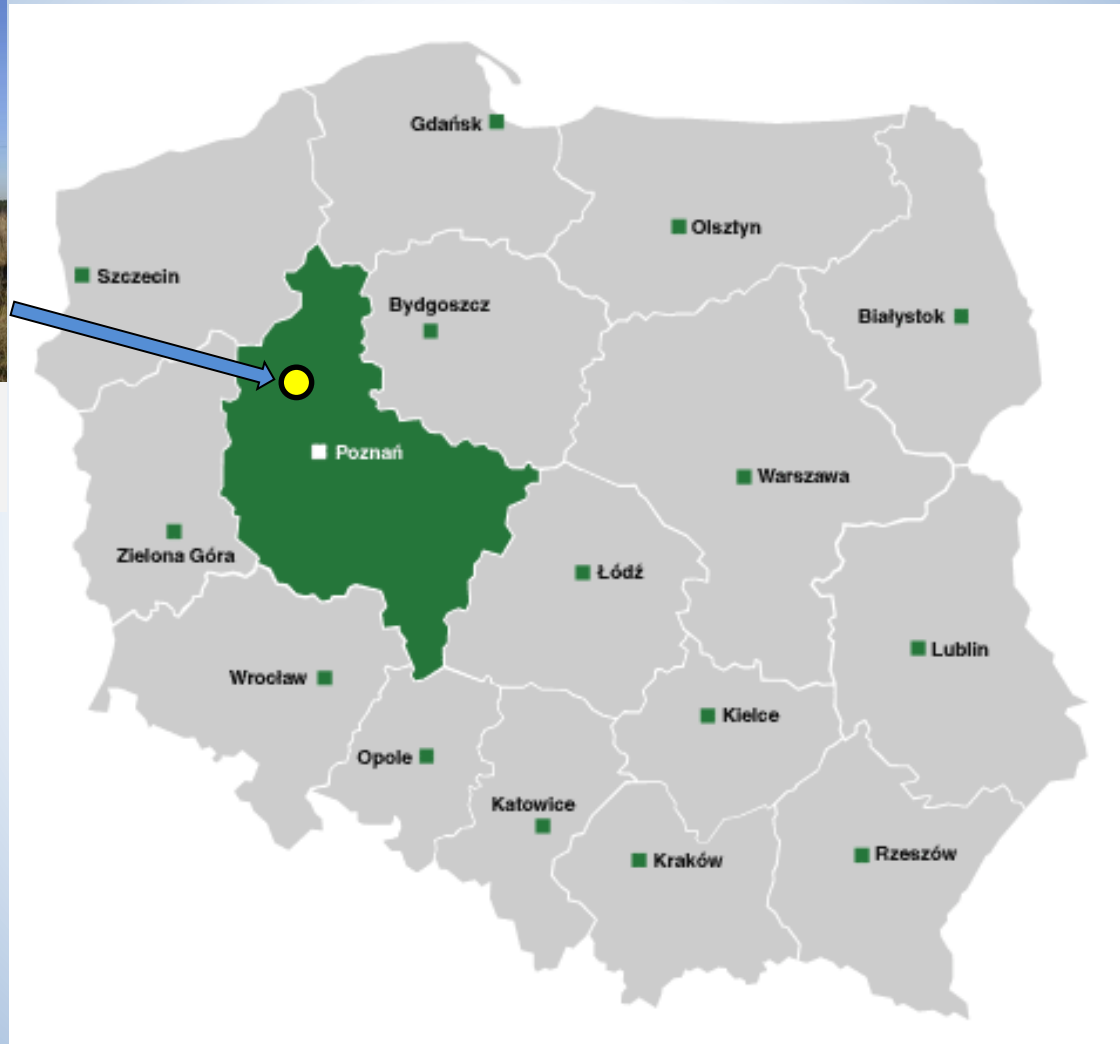 Gdańsk
Olsztyn
Szczecin
Bydgoszcz
Białystok
Poznań
Warszawa
Zielona Góra
Łódź
Lublin
Wrocław
Kielce
Opole
Katowice
Kraków
Rzeszów